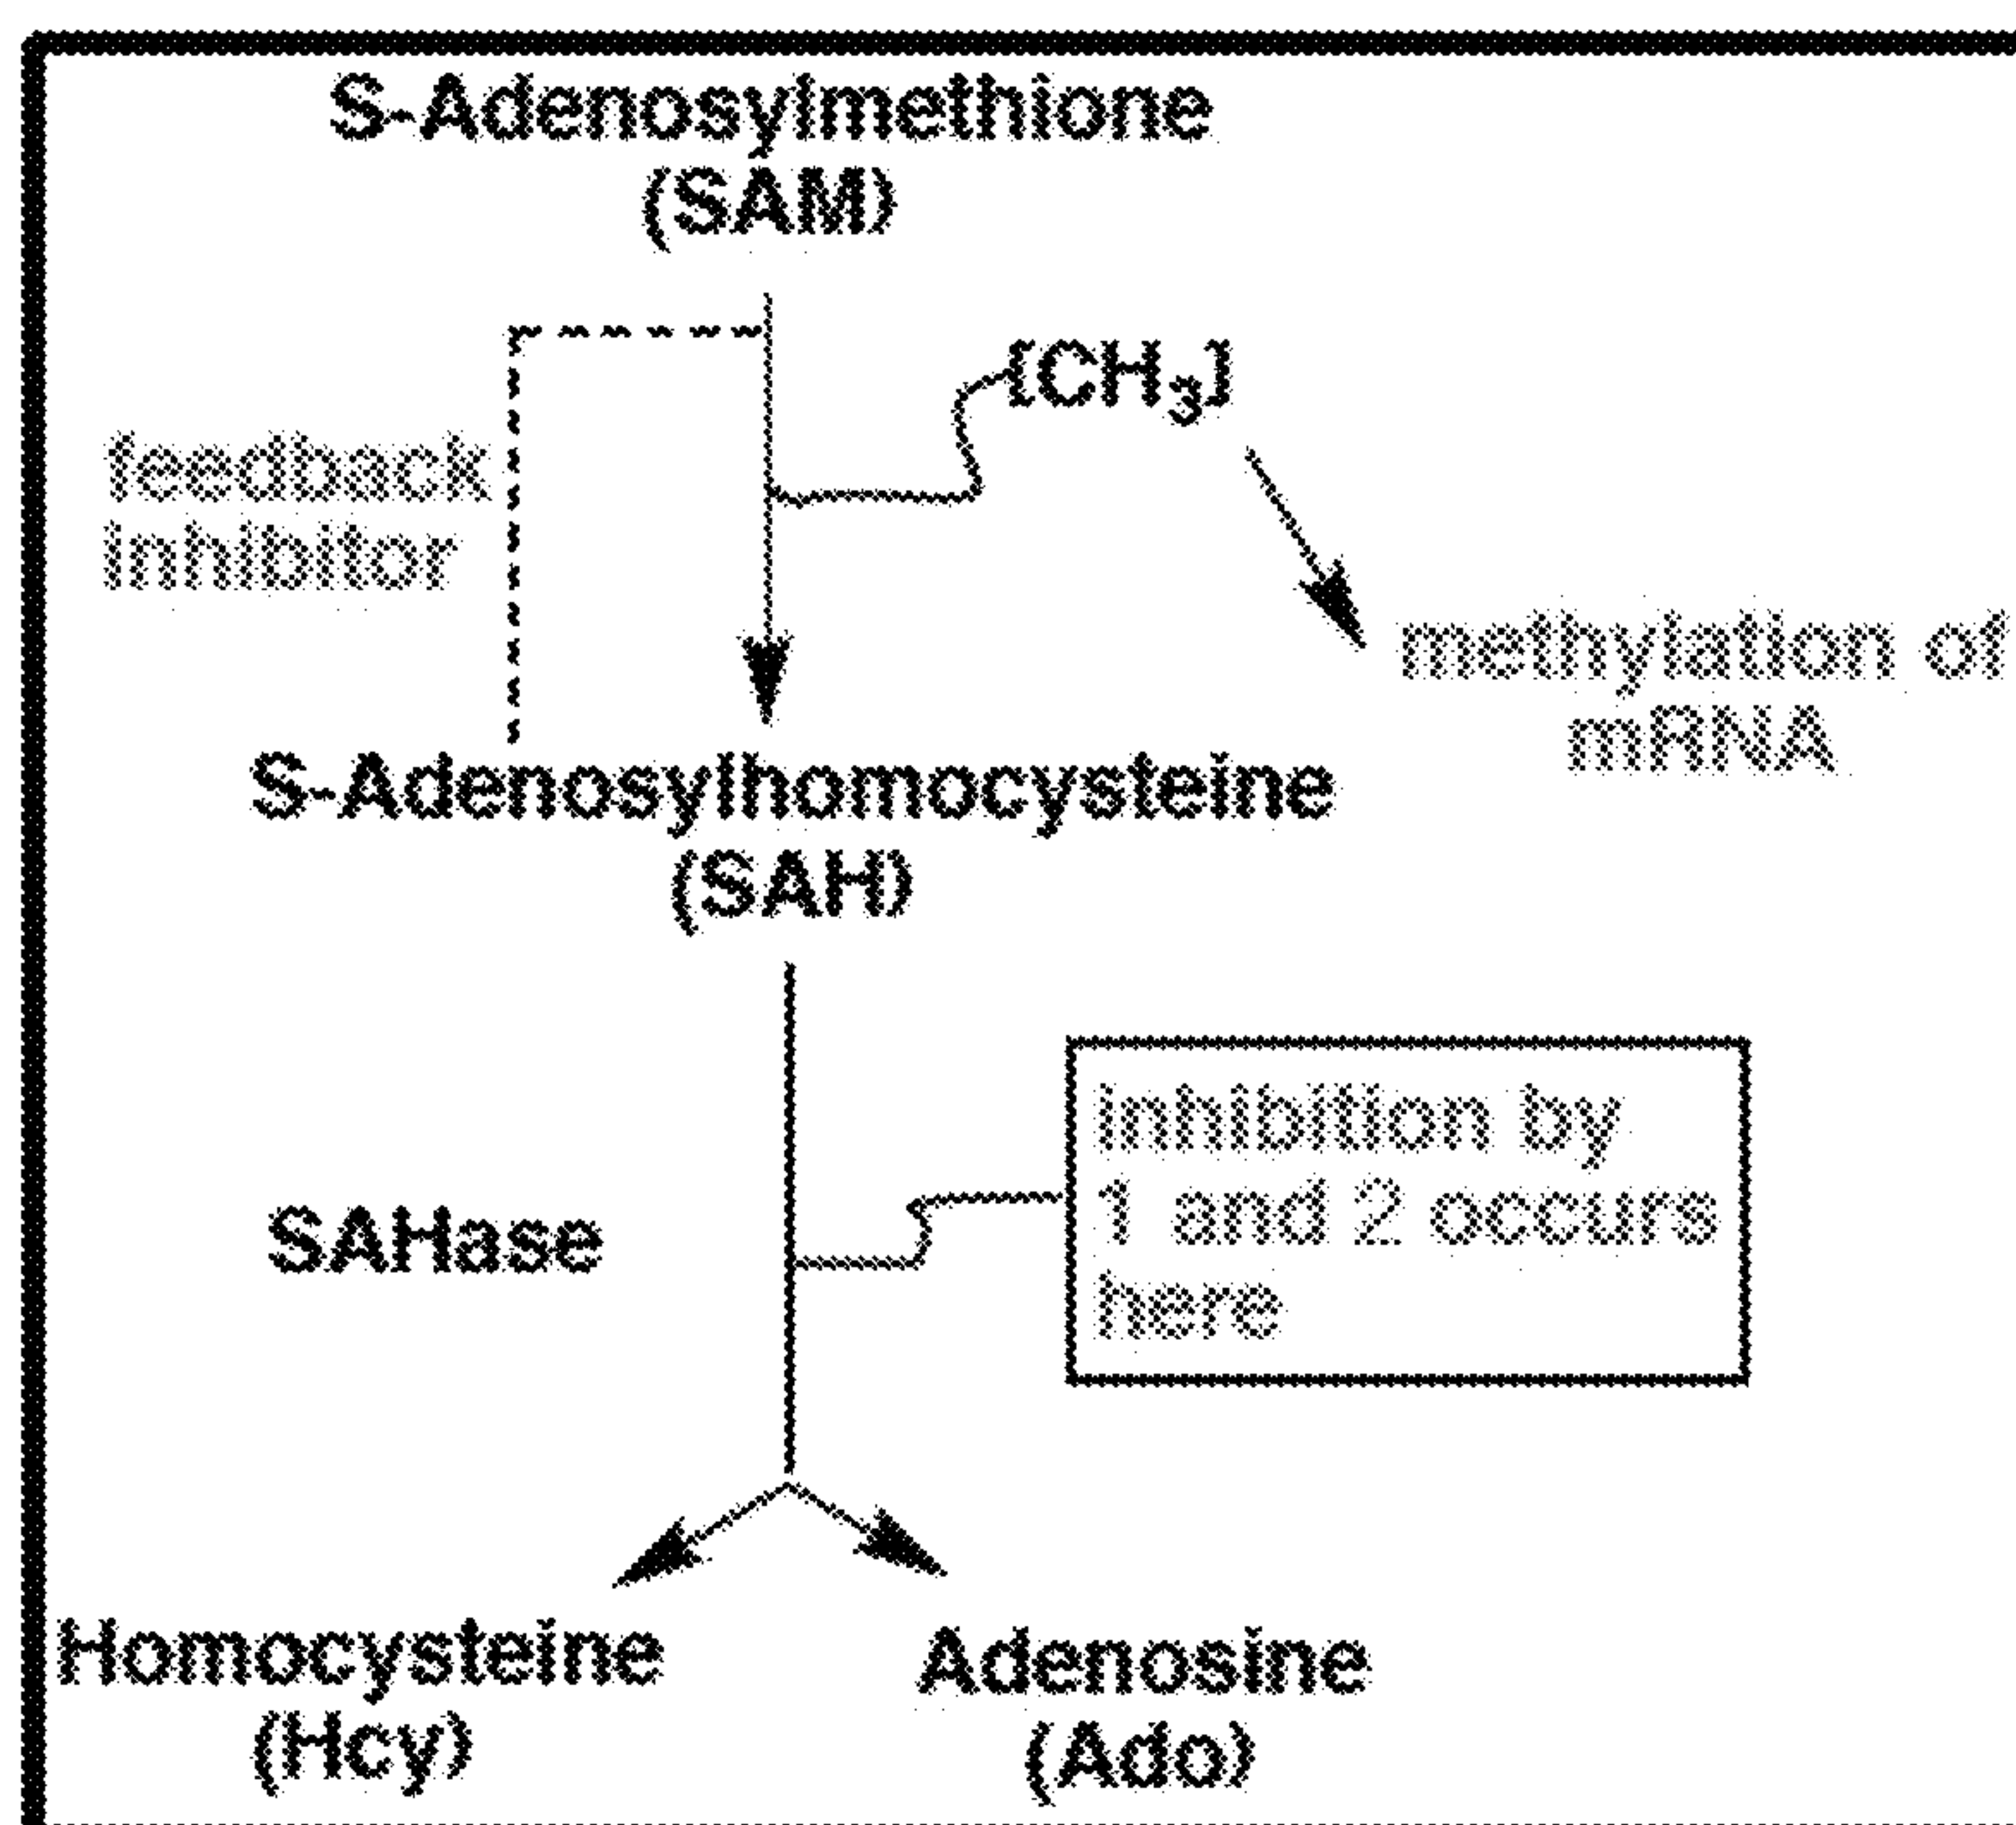 S-Adenosylmethione
(SAM)
[CH₃]
feedback
inhibitor
methylation of
mRNA
S-Adenosylhomocysteine
(SAH)
Inhibition by
1 and 2 occurs
here
SAHase
Homocysteine
(Hcy)
Adenosine
(Ado)